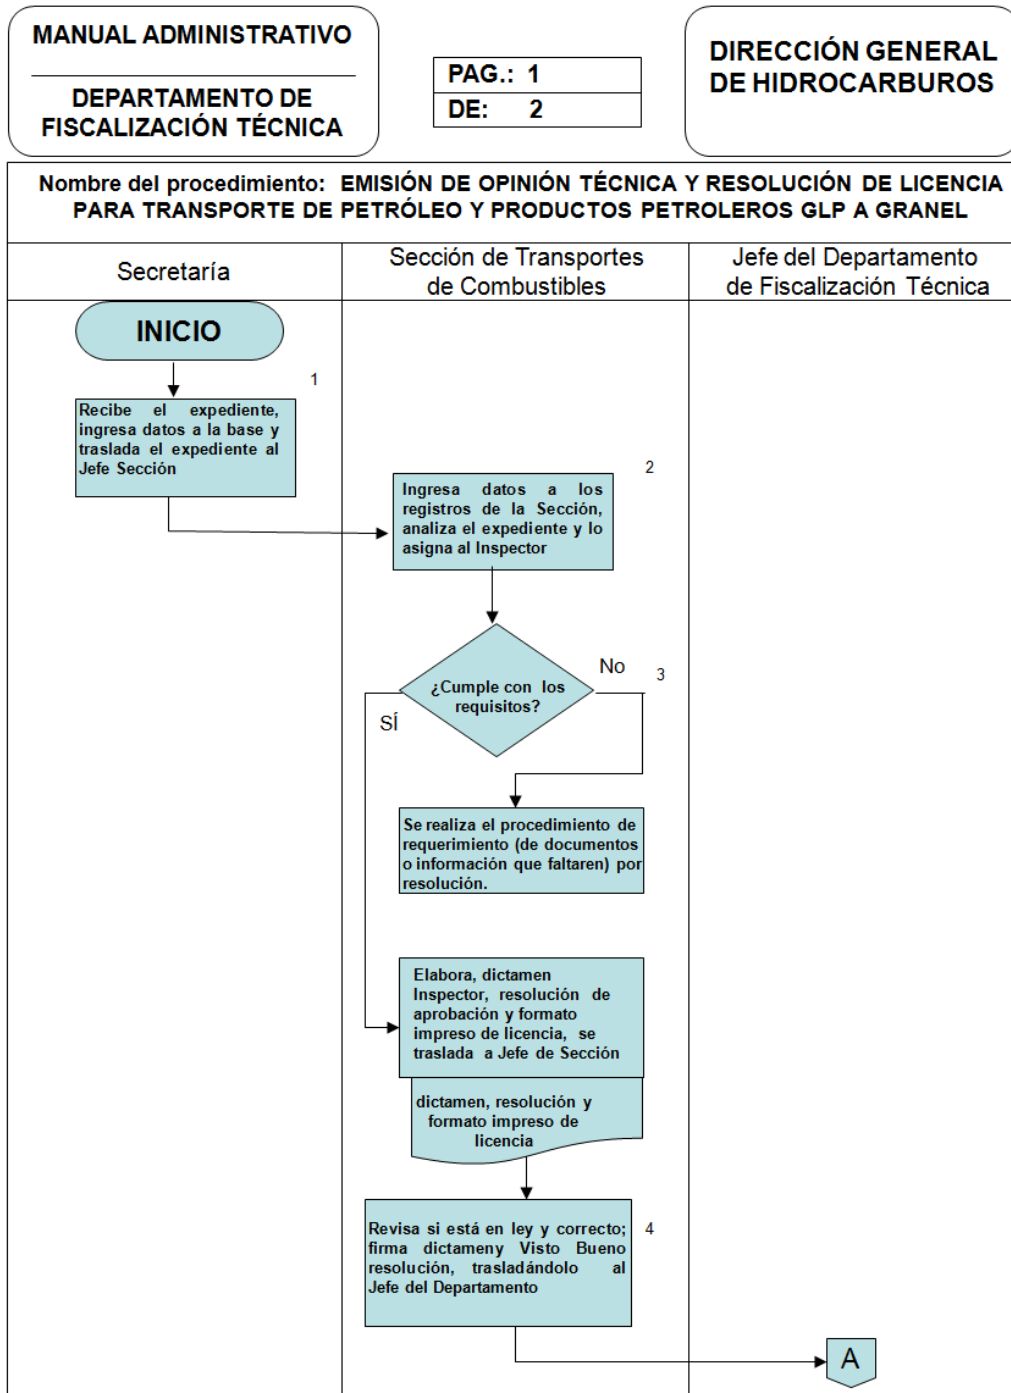 MANUAL ADMINISTRATIVO
DEPARTAMENTO DE
FISCALIZACIÓN TÉCNICA
PAG.: 1
DE: 2
DIRECCIÓN GENERAL
DE HIDROCARBUROS
Nombre del procedimiento: EMISIÓN DE OPINIÓN TÉCNICA Y RESOLUCIÓN DE LICENCIA
PARA TRANSPORTE DE PETRÓLEO Y PRODUCTOS PETROLEROS GLP A GRANEL
Secretaría
Sección de Transportes
de Combustibles
Jefe del Departamento
de Fiscalización Técnica
INICIO
1
Recibe el expediente,
ingresa datos a la base y
traslada el expediente al
Jefe Sección
2
Ingresa datos a los
registros de la Sección,
analiza el expediente y lo
asigna al Inspector
No
3
¿Cumple con los
requisitos?
SÍ
Se realiza el procedimiento de
requerimiento (de documentos
o información que faltaren) por
resolución.
Elabora, dictamen
Inspector, resolución de
aprobación y formato
impreso de licencia, se
traslada a Jefe de Sección
dictamen, resolución y
formato impreso de
licencia
4
Revisa si está en ley y correcto;
firma dictameny Visto Bueno
resolución, trasladándolo al
Jefe del Departamento
A